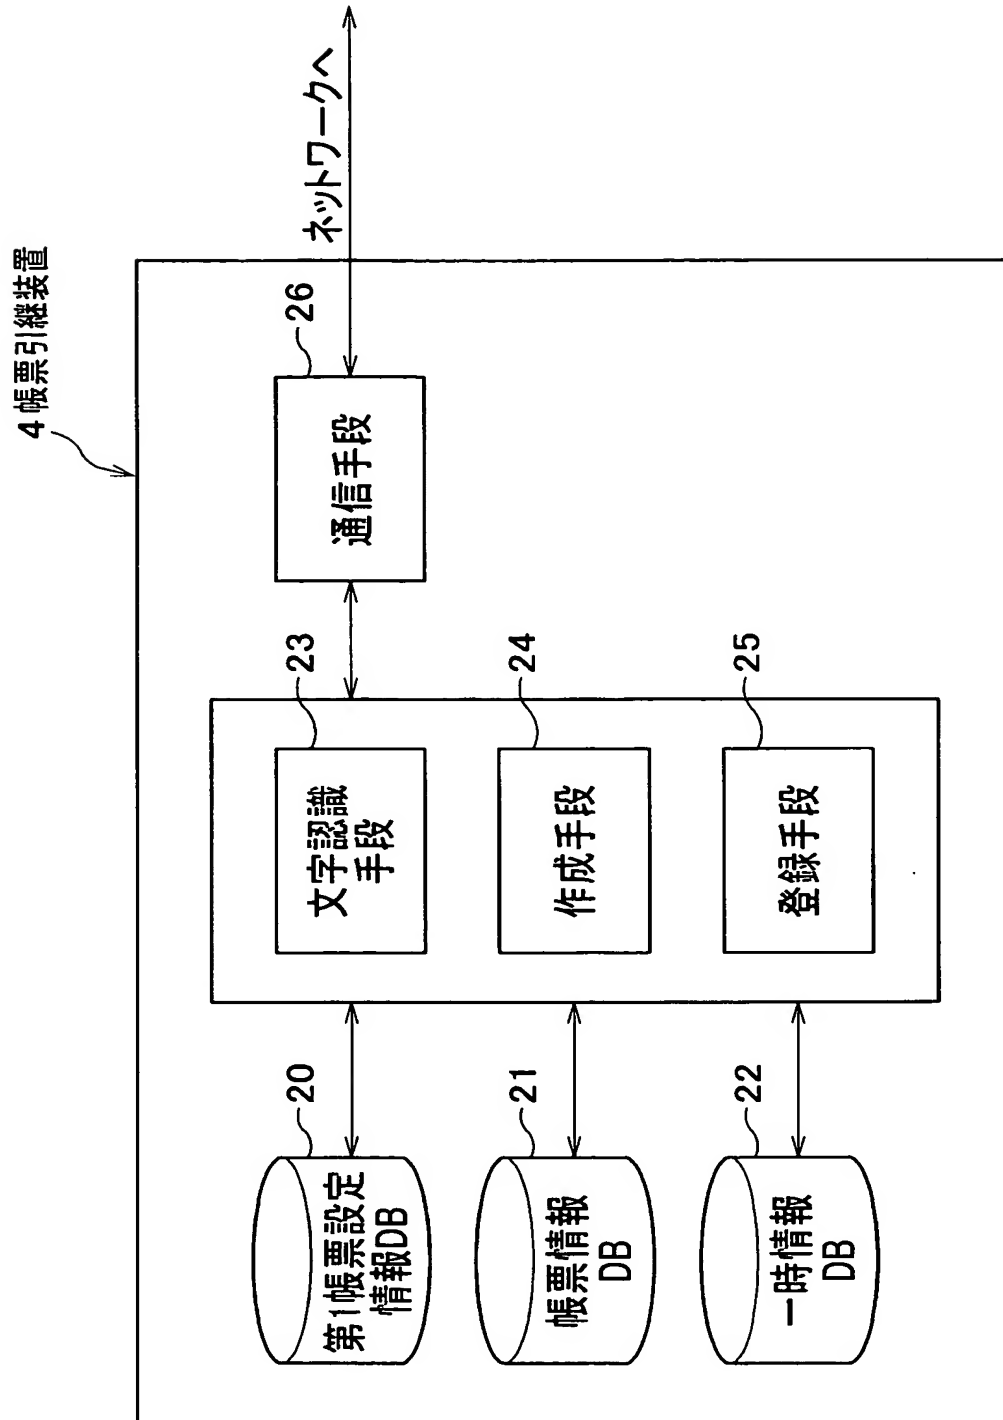 4 帳票引継装置
ネットワークへ
26
通信手段
23
文字認識
手段
24
作成手段
25
登録手段
20
第1帳票設定
情報DB
21
帳票情報
DB
22
一時情報
DB